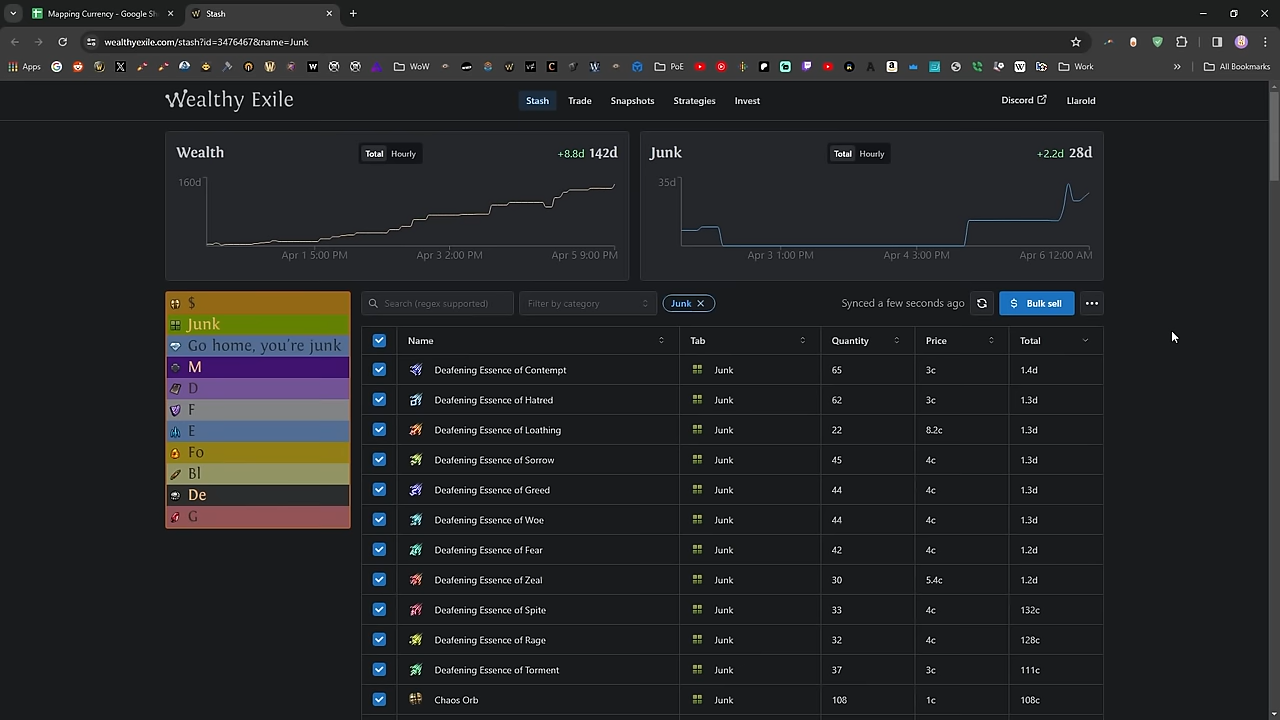 Mapping Currency - Google Sh
Stash
wealthyexile.com/stash?id=3476467&name=Junk
Apps
WoW
PoE
Work
All Bookmarks
Wealthy Exile
Stash
Trade
Snapshots
Strategies
Invest
Discord
Llarold
Wealth
Total Hourly
+8.8d 142d
160d
Apr 1 5:00 PM
Apr 3 2:00 PM
Apr 5 9:00 PM
Junk
Total Hourly
+2.2d 28d
35d
Apr 3 1:00 PM
Apr 4 3:00 PM
Apr 6 12:00 AM
$
Junk
Go home, you're junk
M
D
F
E
Fo
Bl
De
G
Search (regex supported)
Filter by category
Junk
Synced a few seconds ago
$ Bulk sell
Name Tab Quantity Price Total
Deafening Essence of Contempt Junk 65 3c 1.4d
Deafening Essence of Hatred Junk 62 3c 1.3d
Deafening Essence of Loathing Junk 22 8.2c 1.3d
Deafening Essence of Sorrow Junk 45 4c 1.3d
Deafening Essence of Greed Junk 44 4c 1.3d
Deafening Essence of Woe Junk 44 4c 1.3d
Deafening Essence of Fear Junk 42 4c 1.2d
Deafening Essence of Zeal Junk 30 5.4c 1.2d
Deafening Essence of Spite Junk 33 4c 132c
Deafening Essence of Rage Junk 32 4c 128c
Deafening Essence of Torment Junk 37 3c 111c
Chaos Orb Junk 108 1c 108c